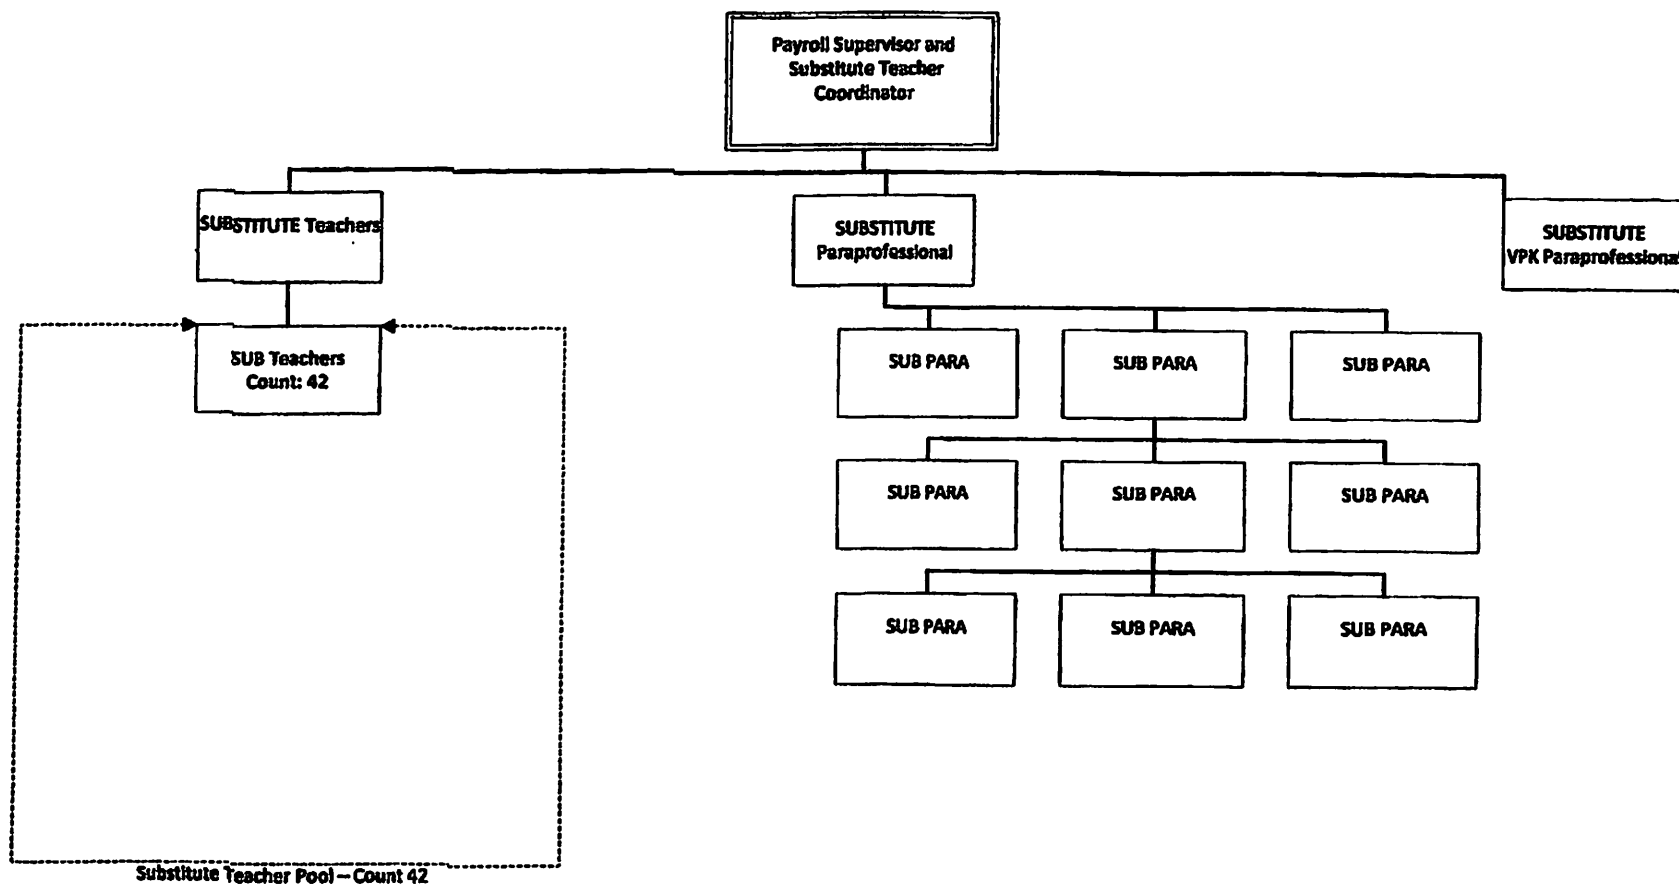 Payroll Supervisor and
Substitute Teacher
Coordinator
SUBSTITUTE Teachers
SUBSTITUTE
Paraprofessional
SUBSTITUTE
VPK Paraprofessional
SUB Teachers
Count: 42
SUB PARA
SUB PARA
SUB PARA
SUB PARA
SUB PARA
SUB PARA
SUB PARA
SUB PARA
SUB PARA
Substitute Teacher Pool – Count 42